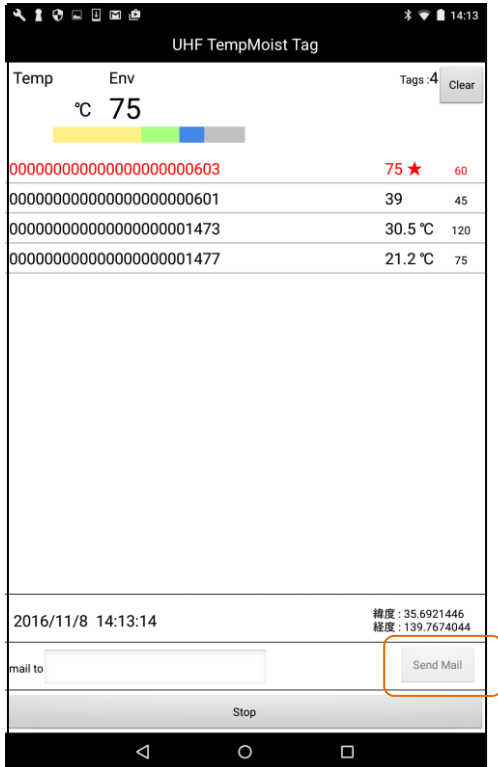 14:13
UHF TempMoist Tag
Temp Env Tags :4 Clear
℃ 75
000000000000000000000603 75 ★ 60
000000000000000000000601 39 45
000000000000000000001473 30.5 ℃ 120
000000000000000000001477 21.2 ℃ 75
2016/11/8 14:13:14
緯度 : 35.6921446
経度 : 139.7674044
mail to Send Mail
Stop